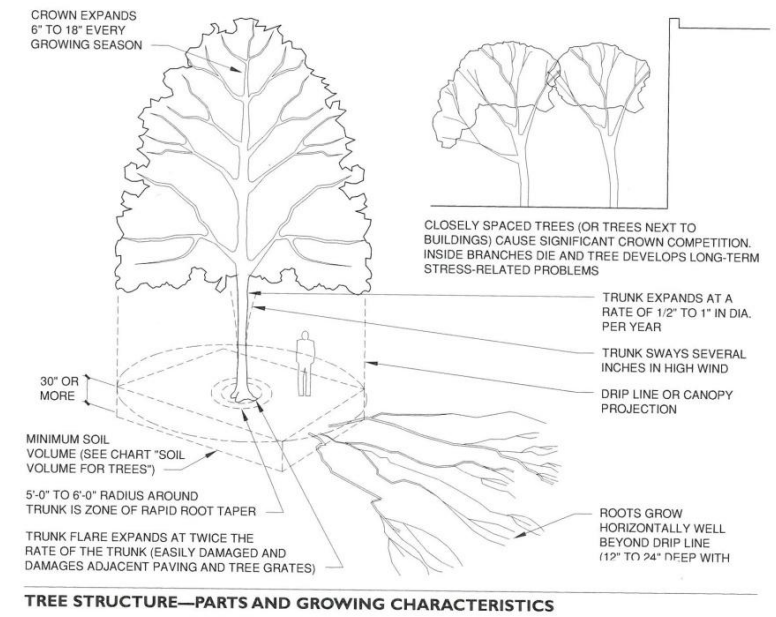 CROWN EXPANDS
6" TO 18" EVERY
GROWING SEASON
CLOSELY SPACED TREES (OR TREES NEXT TO
BUILDINGS) CAUSE SIGNIFICANT CROWN COMPETITION.
INSIDE BRANCHES DIE AND TREE DEVELOPS LONG-TERM
STRESS-RELATED PROBLEMS
TRUNK EXPANDS AT A
RATE OF 1/2" TO 1" IN DIA.
PER YEAR
TRUNK SWAYS SEVERAL
INCHES IN HIGH WIND
DRIP LINE OR CANOPY
PROJECTION
30" OR
MORE
MINIMUM SOIL
VOLUME (SEE CHART "SOIL
VOLUME FOR TREES")
5'-0" TO 6'-0" RADIUS AROUND
TRUNK IS ZONE OF RAPID ROOT TAPER
TRUNK FLARE EXPANDS AT TWICE THE
RATE OF THE TRUNK (EASILY DAMAGED AND
DAMAGES ADJACENT PAVING AND TREE GRATES)
ROOTS GROW
HORIZONTALLY WELL
BEYOND DRIP LINE
(12" TO 24" DEEP WITH
TREE STRUCTURE—PARTS AND GROWING CHARACTERISTICS